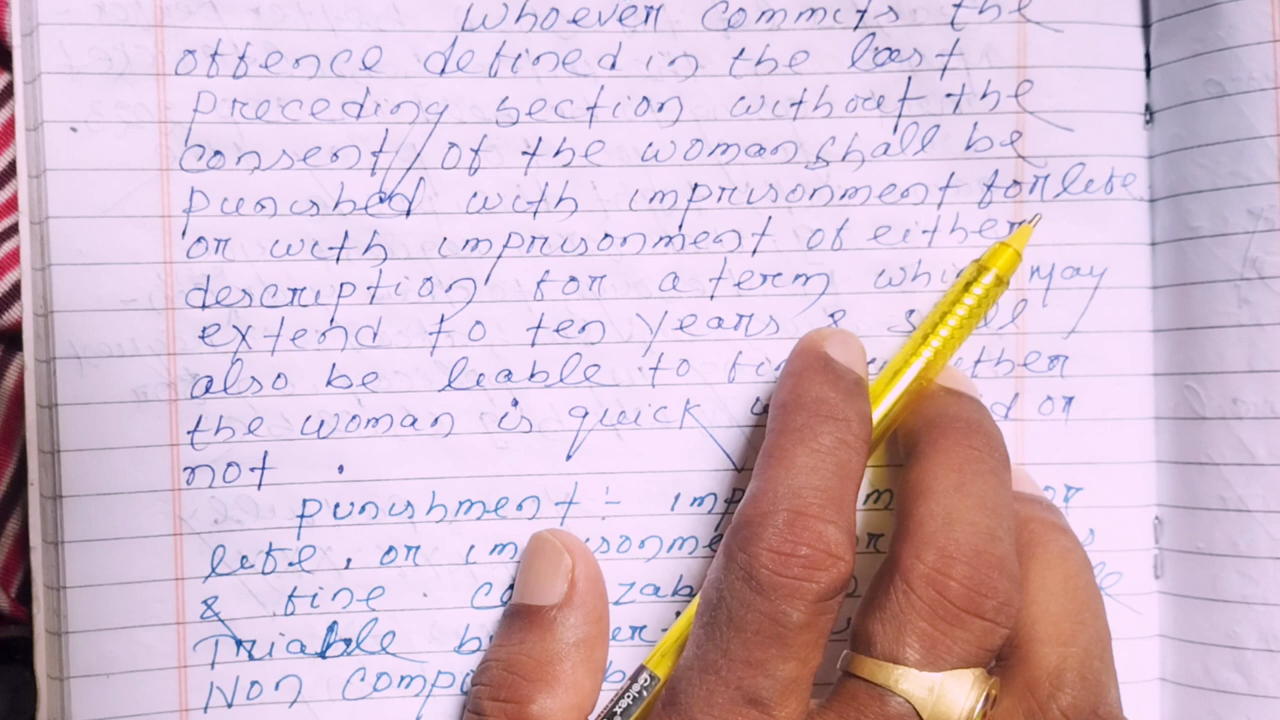 Whoever commits the
offence defined in the last
preceding section without the
consent of the woman shall be
punished with imprisonment for life
or with imprisonment of either
description for a term may
extend to ten years &
also be liable to
the woman is quick or
not .
punishment :-
life , or
& fine
Triable
Non
Goldex